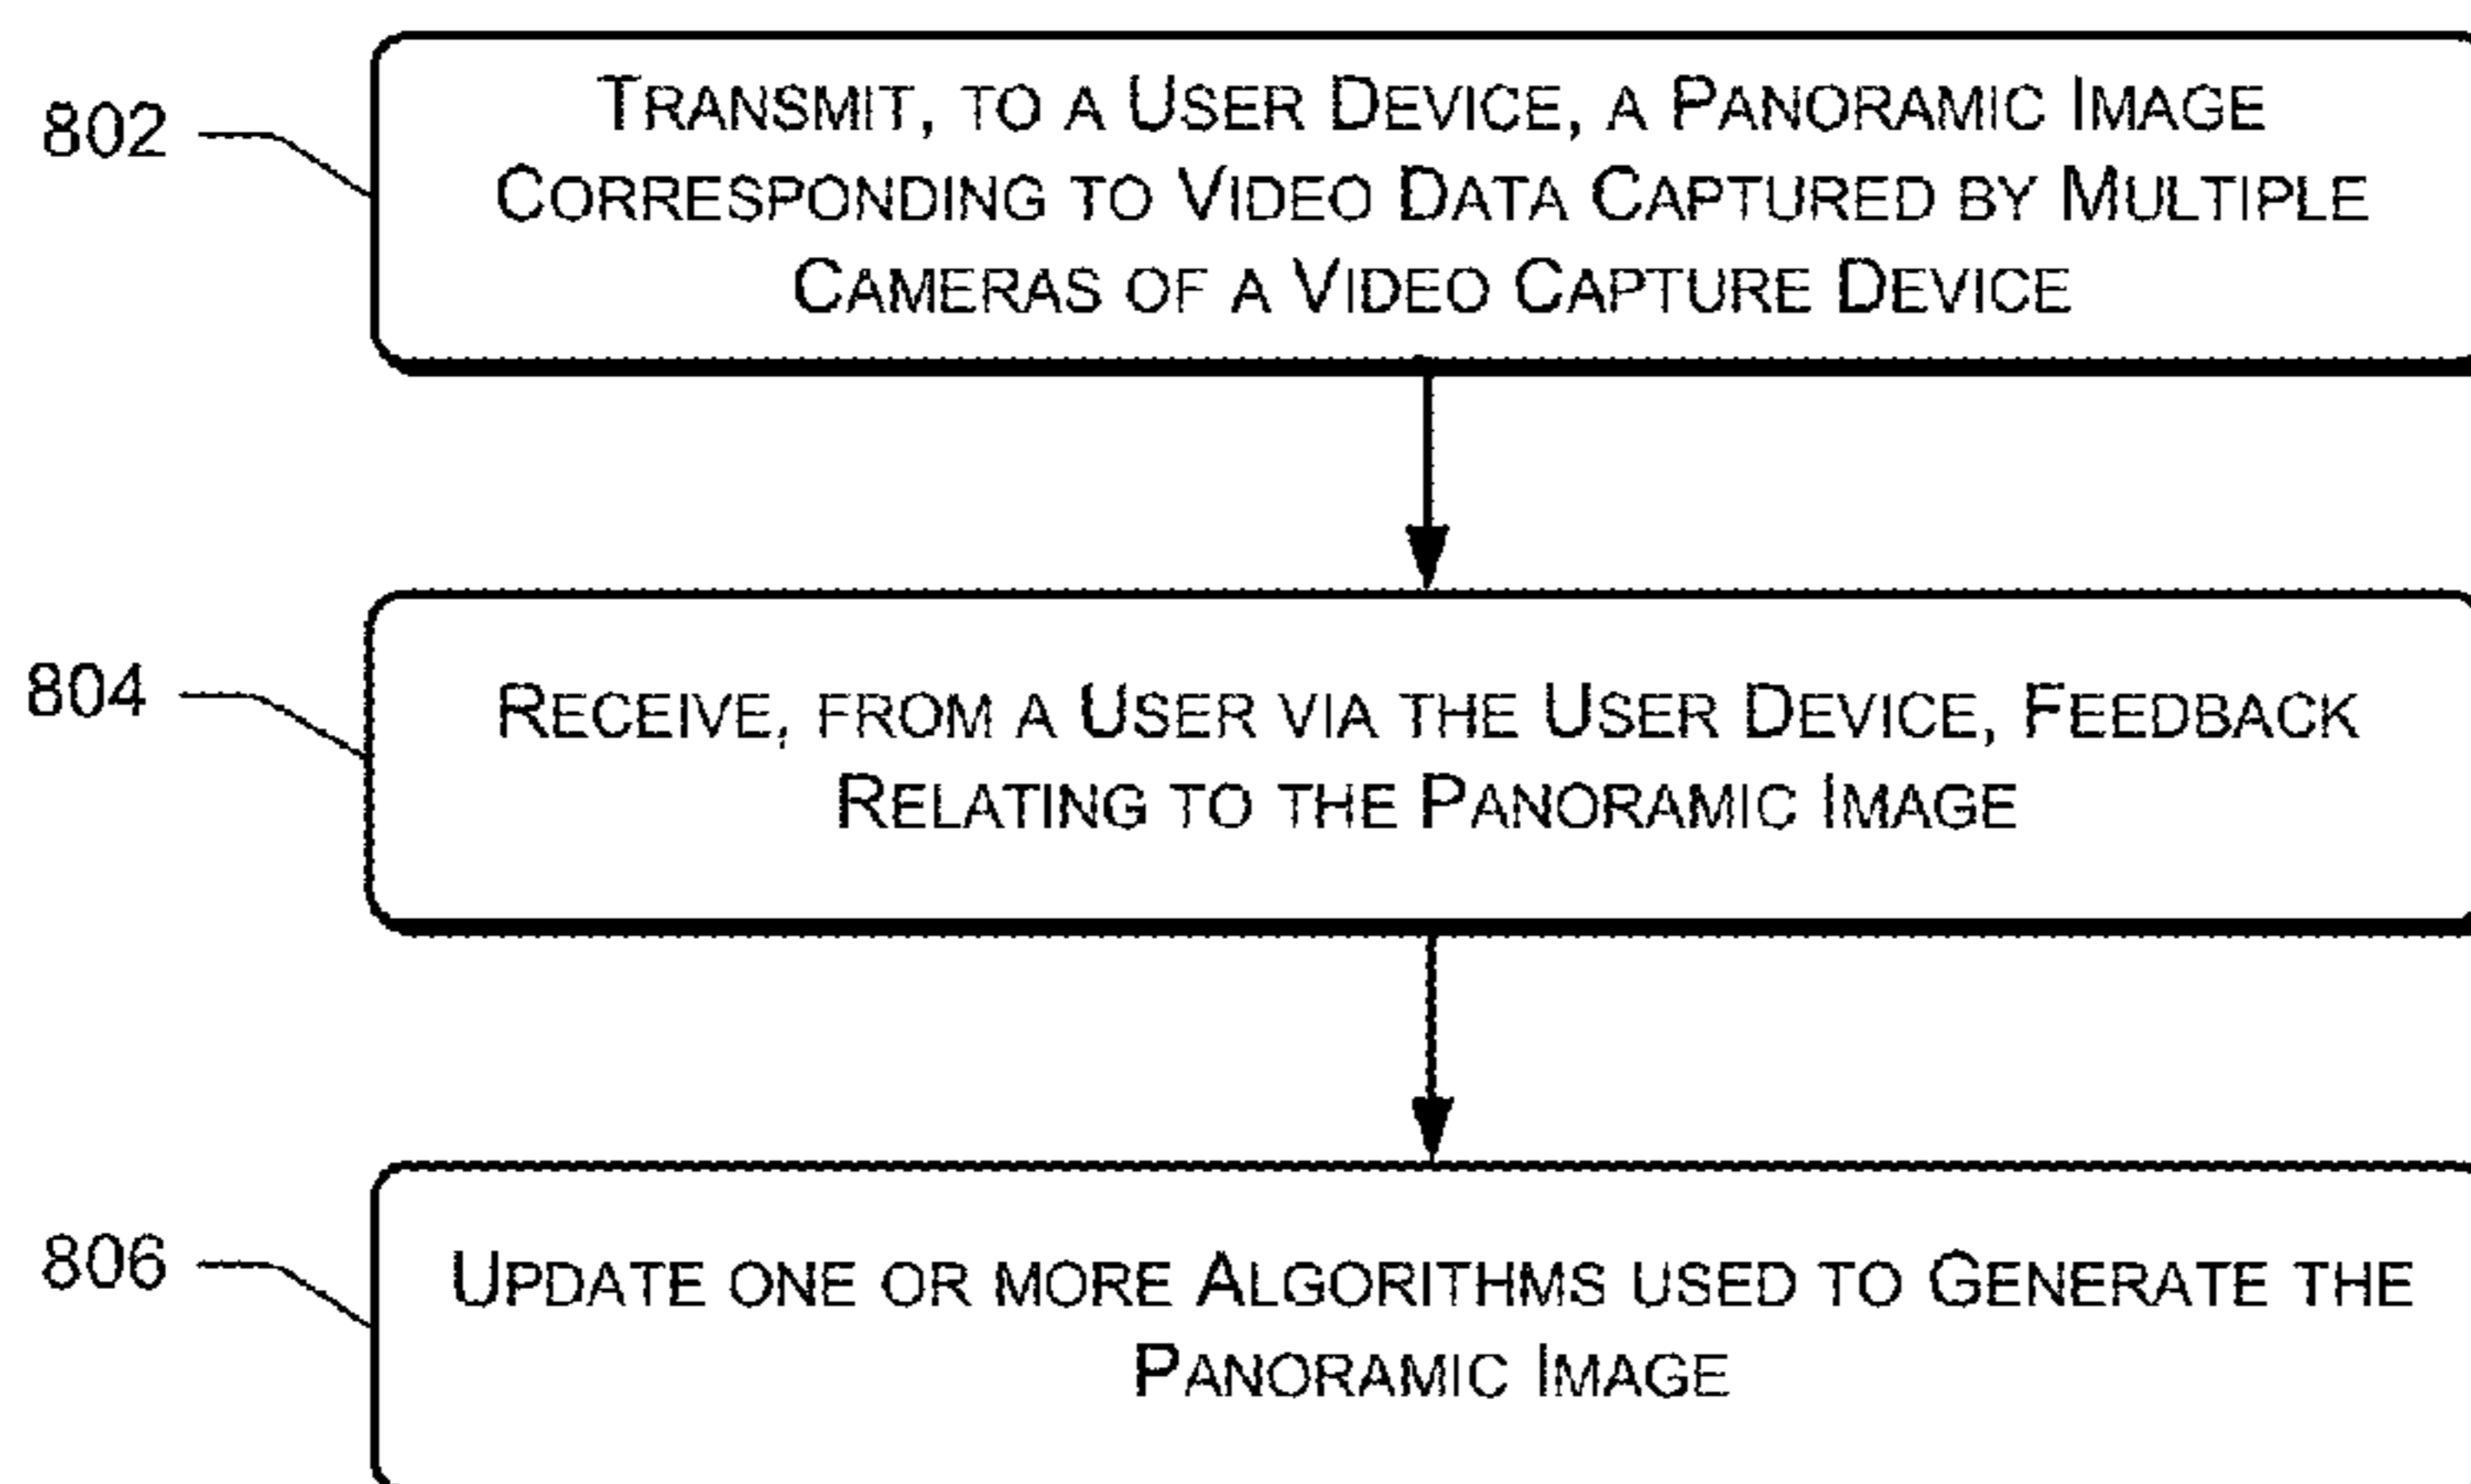 802
TRANSMIT, TO A USER DEVICE, A PANORAMIC IMAGE
CORRESPONDING TO VIDEO DATA CAPTURED BY MULTIPLE
CAMERAS OF A VIDEO CAPTURE DEVICE
804
RECEIVE, FROM A USER VIA THE USER DEVICE, FEEDBACK
RELATING TO THE PANORAMIC IMAGE
806
UPDATE ONE OR MORE ALGORITHMS USED TO GENERATE THE
PANORAMIC IMAGE